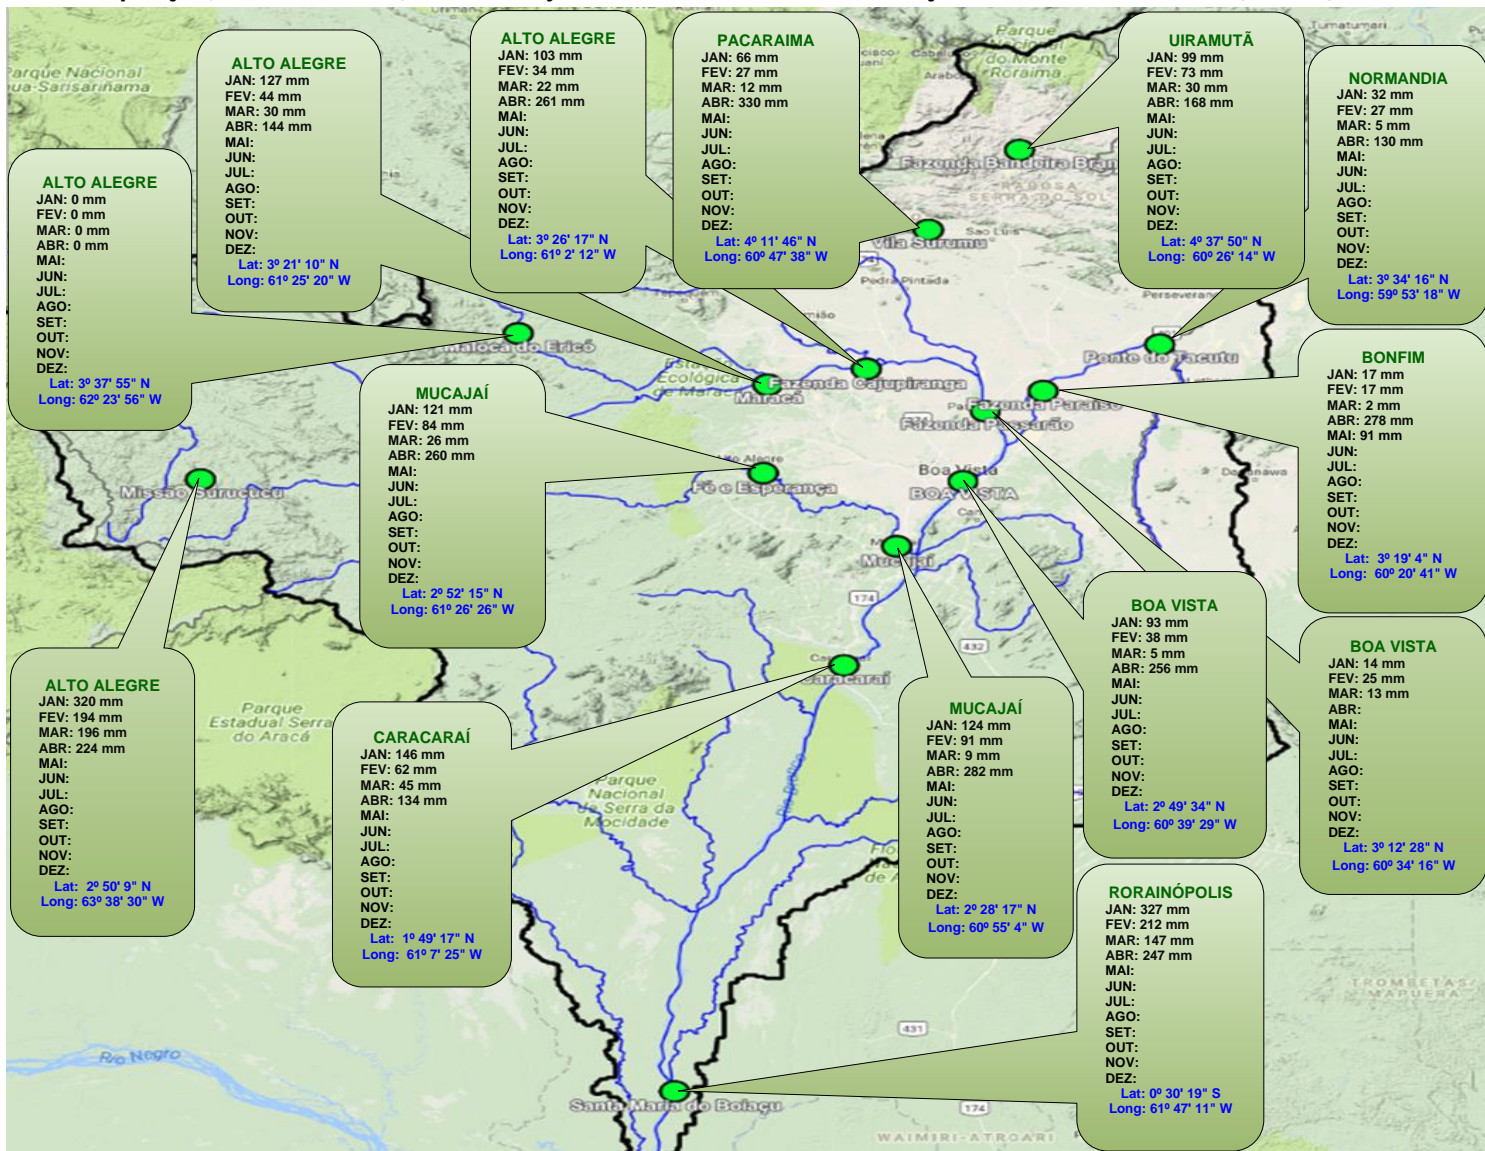 ALTO ALEGRE
JAN: 0 mm
FEV: 0 mm
MAR: 0 mm
ABR: 0 mm
MAI:
JUN:
JUL:
AGO:
SET:
OUT:
NOV:
DEZ:
Lat: 3º 37' 55" N
Long: 62º 23' 56" W
ALTO ALEGRE
JAN: 127 mm
FEV: 44 mm
MAR: 30 mm
ABR: 144 mm
MAI:
JUN:
JUL:
AGO:
SET:
OUT:
NOV:
DEZ:
Lat: 3º 21' 10" N
Long: 61º 25' 20" W
ALTO ALEGRE
JAN: 103 mm
FEV: 34 mm
MAR: 22 mm
ABR: 261 mm
MAI:
JUN:
JUL:
AGO:
SET:
OUT:
NOV:
DEZ:
Lat: 3º 26' 17" N
Long: 61º 2' 12" W
PACARAIMA
JAN: 66 mm
FEV: 27 mm
MAR: 12 mm
ABR: 330 mm
MAI:
JUN:
JUL:
AGO:
SET:
OUT:
NOV:
DEZ:
Lat: 4º 11' 46" N
Long: 60º 47' 38" W
UIRAMUTÃ
JAN: 99 mm
FEV: 73 mm
MAR: 30 mm
ABR: 168 mm
MAI:
JUN:
JUL:
AGO:
SET:
OUT:
NOV:
DEZ:
Lat: 4º 37' 50" N
Long: 60º 26' 14" W
NORMANDIA
JAN: 32 mm
FEV: 27 mm
MAR: 5 mm
ABR: 130 mm
MAI:
JUN:
JUL:
AGO:
SET:
OUT:
NOV:
DEZ:
Lat: 3º 34' 16" N
Long: 59º 53' 18" W
BONFIM
JAN: 17 mm
FEV: 17 mm
MAR: 2 mm
ABR: 278 mm
MAI: 91 mm
JUN:
JUL:
AGO:
SET:
OUT:
NOV:
DEZ:
Lat: 3º 19' 4" N
Long: 60º 20' 41" W
MUCAJAÍ
JAN: 121 mm
FEV: 84 mm
MAR: 26 mm
ABR: 260 mm
MAI:
JUN:
JUL:
AGO:
SET:
OUT:
NOV:
DEZ:
Lat: 2º 52' 15" N
Long: 61º 26' 26" W
BOA VISTA
JAN: 93 mm
FEV: 38 mm
MAR: 5 mm
ABR: 256 mm
MAI:
JUN:
JUL:
AGO:
SET:
OUT:
NOV:
DEZ:
Lat: 2º 49' 34" N
Long: 60º 39' 29" W
BOA VISTA
JAN: 14 mm
FEV: 25 mm
MAR: 13 mm
ABR:
MAI:
JUN:
JUL:
AGO:
SET:
OUT:
NOV:
DEZ:
Lat: 3º 12' 28" N
Long: 60º 34' 16" W
ALTO ALEGRE
JAN: 320 mm
FEV: 194 mm
MAR: 196 mm
ABR: 224 mm
MAI:
JUN:
JUL:
AGO:
SET:
OUT:
NOV:
DEZ:
Lat: 2º 50' 9" N
Long: 63º 38' 30" W
CARACARAÍ
JAN: 146 mm
FEV: 62 mm
MAR: 45 mm
ABR: 134 mm
MAI:
JUN:
JUL:
AGO:
SET:
OUT:
NOV:
DEZ:
Lat: 1º 49' 17" N
Long: 61º 7' 25" W
MUCAJAÍ
JAN: 124 mm
FEV: 91 mm
MAR: 9 mm
ABR: 282 mm
MAI:
JUN:
JUL:
AGO:
SET:
OUT:
NOV:
DEZ:
Lat: 2º 28' 17" N
Long: 60º 55' 4" W
RORAINÓPOLIS
JAN: 327 mm
FEV: 212 mm
MAR: 147 mm
ABR: 247 mm
MAI:
JUN:
JUL:
AGO:
SET:
OUT:
NOV:
DEZ:
Lat: 0º 30' 19" S
Long: 61º 47' 11" W
Tumatumari
Parque
Nacional
do Monte
Roraima
Parque Nacional
Fazenda Bandeira Bran
RAPOSA
SERRA DO SOL
Vila Surumu
Sao Luis
Pedra Pintada
Maloca do Ericó
Ecológica
Maracá
Fazenda Cajupiranga
Ponte do Tacutu
Fazenda Paraiso
Fazenda Passarão
Missão Surucucu
Fé e Esperança
Boa Vista
BOA VISTA
Mucajaí
174
432
Caracaraí
Parque
Estadual Serra
do Aracá
Parque
Nacional
da Serra da
Mocidade
Rio Branco
Rio Negro
431
174
Santa Maria do Boiaçu
TROMBETAS/
MAPUERA
WAIMIRI-ATROARI